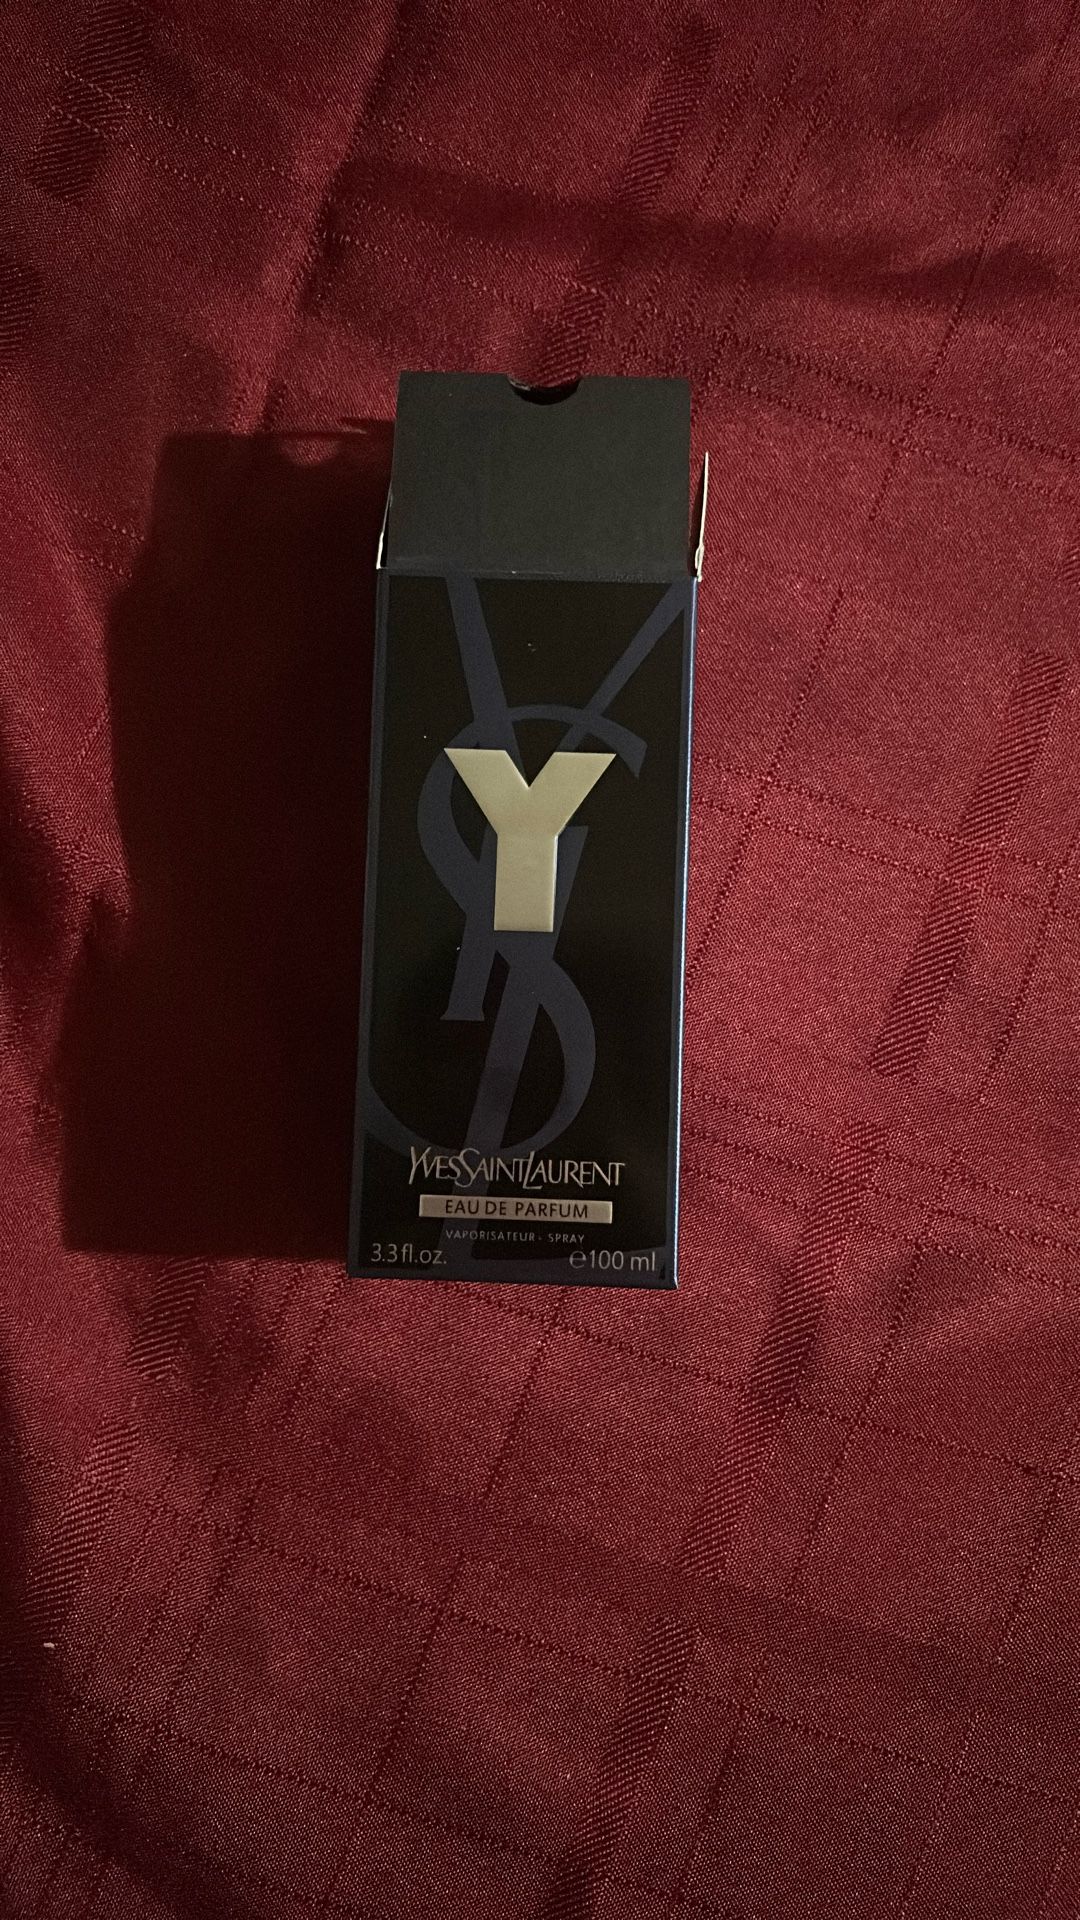 Y
YVESSAINTLAURENT
EAU DE PARFUM
VAPORISATEUR - SPRAY
3.3 fl.oz. ℮100 ml